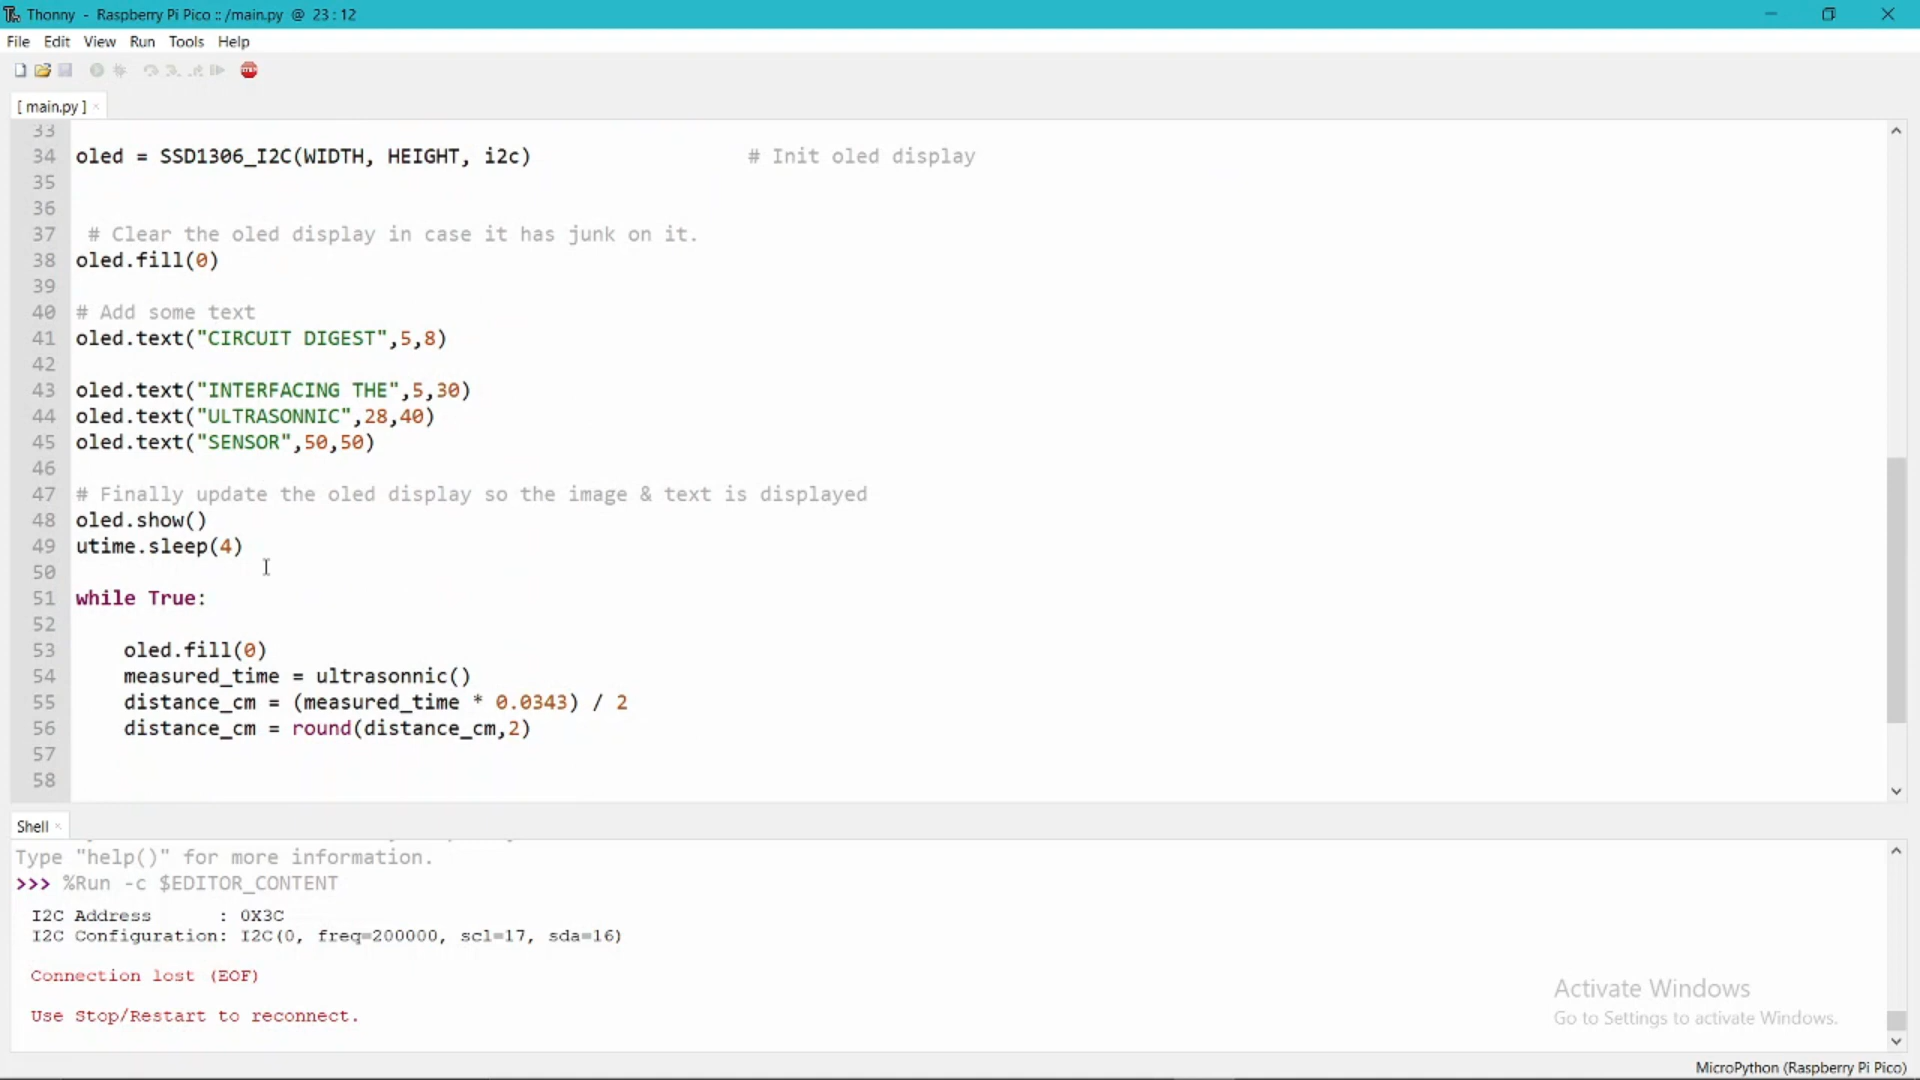 Thonny - Raspberry Pi Pico :: /main.py @ 23 : 12
File Edit View Run Tools Help
[ main.py ]
33
34 oled = SSD1306_I2C(WIDTH, HEIGHT, i2c) # Init oled display
35
36
37 # Clear the oled display in case it has junk on it.
38 oled.fill(0)
39
40 # Add some text
41 oled.text("CIRCUIT DIGEST",5,8)
42
43 oled.text("INTERFACING THE",5,30)
44 oled.text("ULTRASONNIC",28,40)
45 oled.text("SENSOR",50,50)
46
47 # Finally update the oled display so the image & text is displayed
48 oled.show()
49 utime.sleep(4)
50
51 while True:
52
53 oled.fill(0)
54 measured_time = ultrasonnic()
55 distance_cm = (measured_time * 0.0343) / 2
56 distance_cm = round(distance_cm,2)
57
58
Shell
Type "help()" for more information.
>>> %Run -c $EDITOR_CONTENT
I2C Address : 0X3C
I2C Configuration: I2C(0, freq=200000, scl=17, sda=16)
Connection lost (EOF)
Use Stop/Restart to reconnect.
Activate Windows
Go to Settings to activate Windows.
MicroPython (Raspberry Pi Pico)